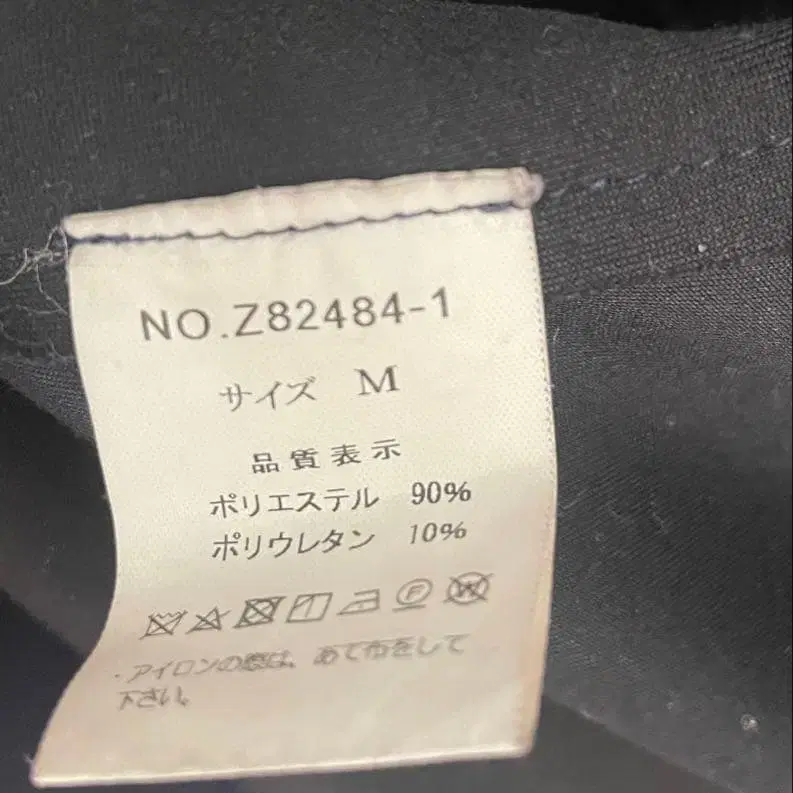 NO.Z82484-1
サイズ M
品質表示
ポリエステル 90%
ポリウレタン 10%
・アイロンの際は、あて布をして
下さい。